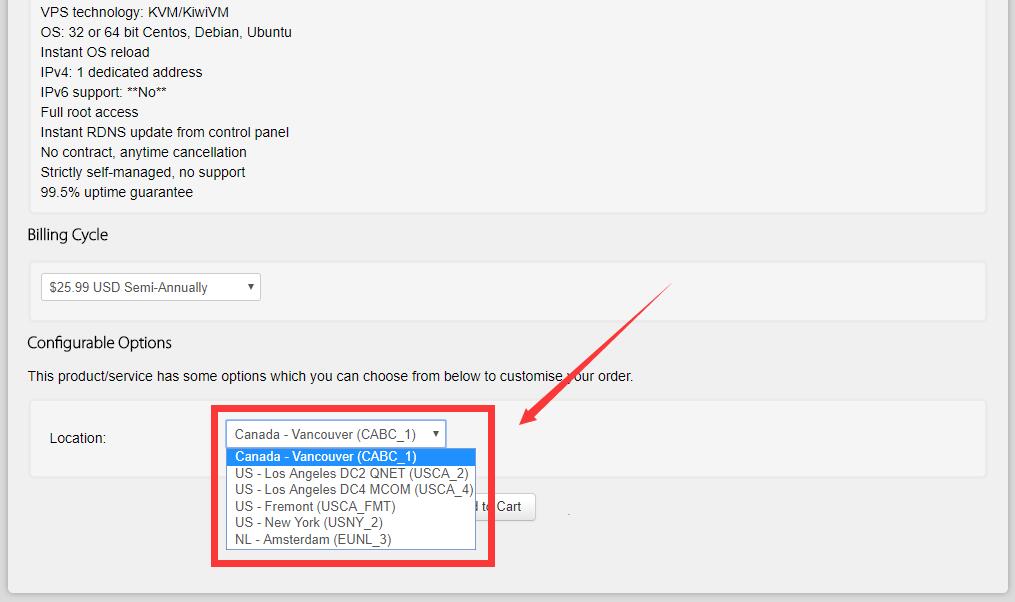 VPS technology: KVM/KiwiVM
OS: 32 or 64 bit Centos, Debian, Ubuntu
Instant OS reload
IPv4: 1 dedicated address
IPv6 support: **No**
Full root access
Instant RDNS update from control panel
No contract, anytime cancellation
Strictly self-managed, no support
99.5% uptime guarantee
Billing Cycle
$25.99 USD Semi-Annually
Configurable Options
This product/service has some options which you can choose from below to customise your order.
Location: Canada - Vancouver (CABC_1)
Canada - Vancouver (CABC_1)
US - Los Angeles DC2 QNET (USCA_2)
US - Los Angeles DC4 MCOM (USCA_4)
US - Fremont (USCA_FMT)
US - New York (USNY_2)
NL - Amsterdam (EUNL_3)
to Cart